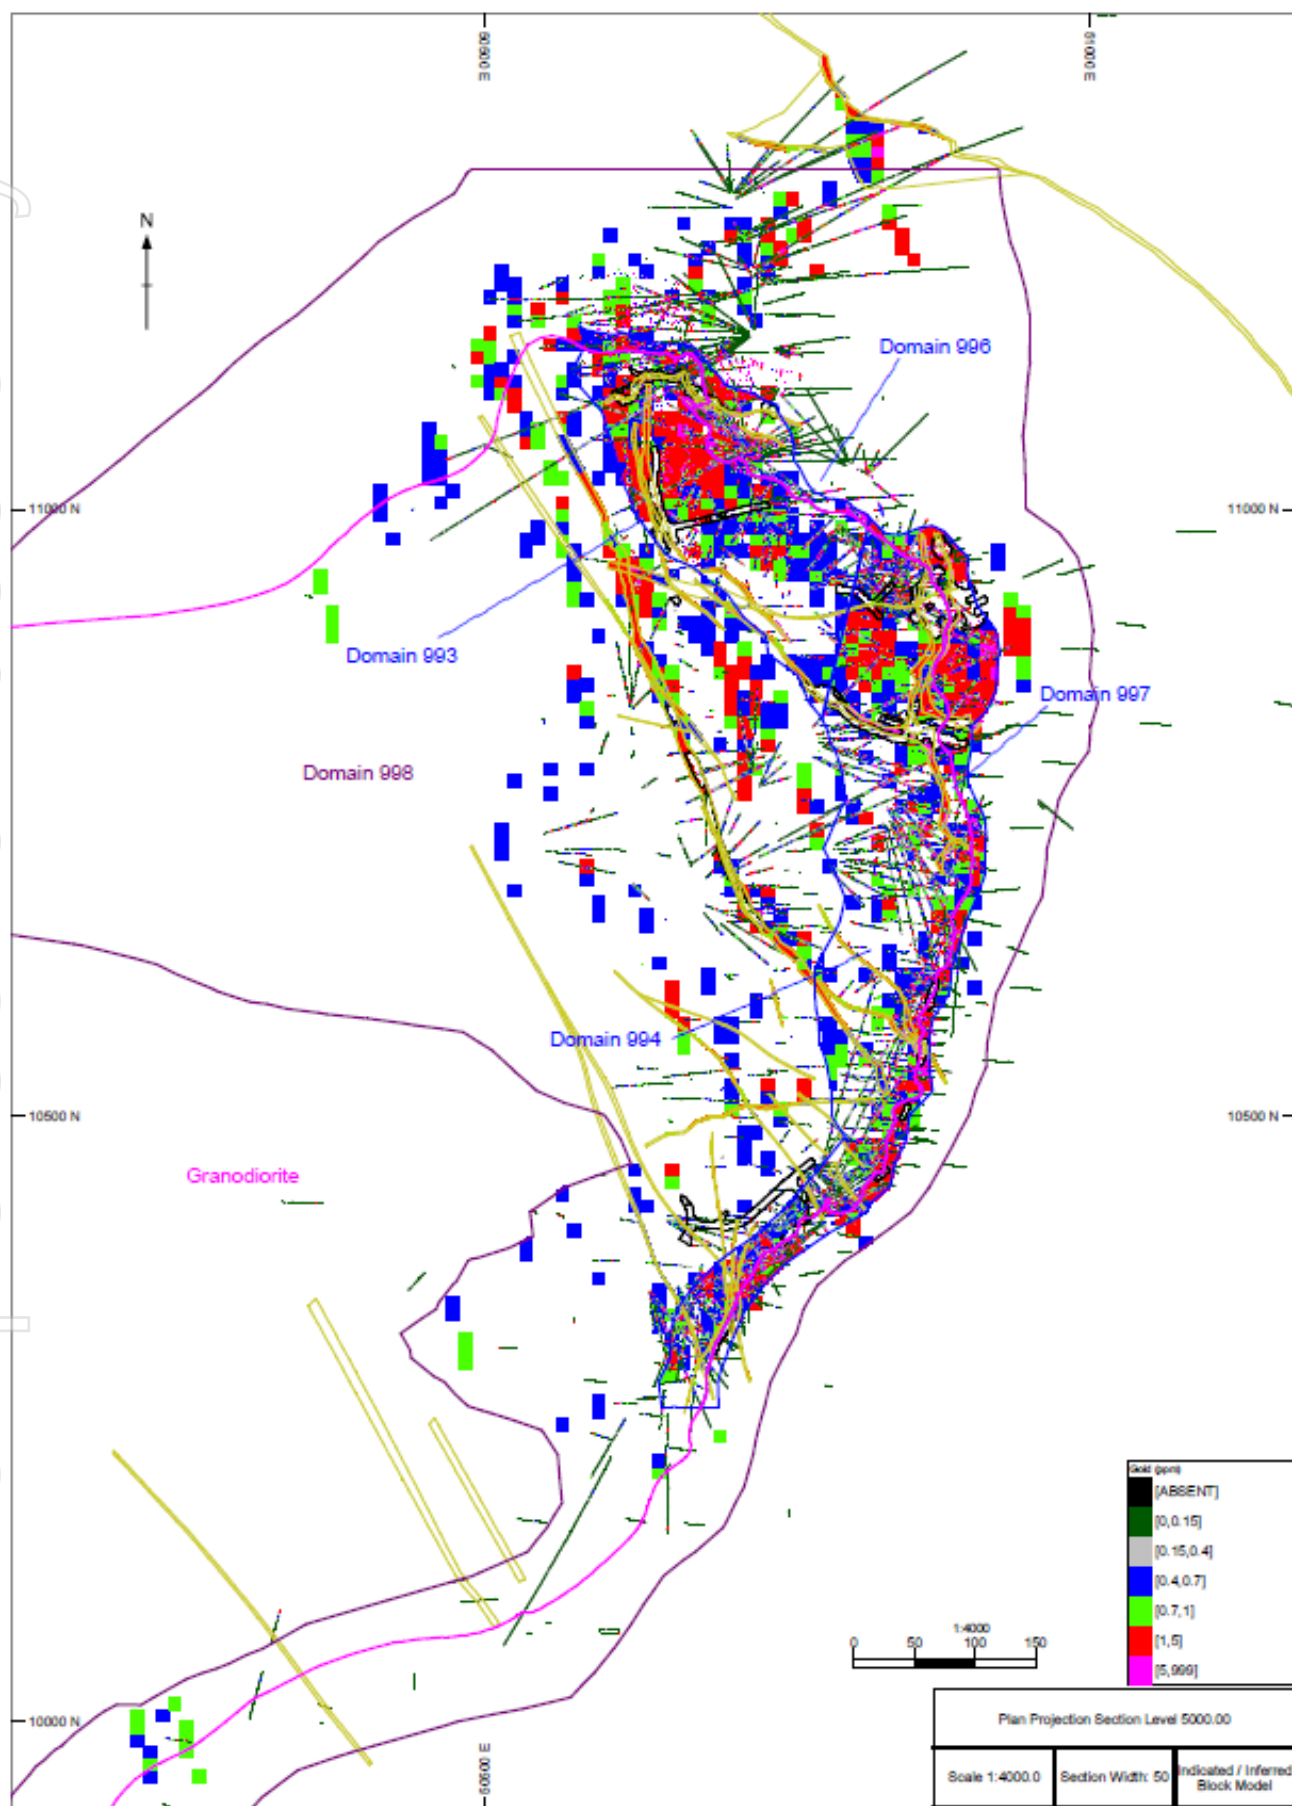 50500 E
51000 E
N
Domain 996
11000 N
11000 N
Domain 993
Domain 997
Domain 998
Domain 994
10500 N
10500 N
Granodiorite
Gold (ppm)
[ABSENT]
[0,0.15]
[0.15,0.4]
[0.4,0.7]
[0.7,1]
[1,5]
[5,999]
1:4000
0 50 100 150
10000 N
Plan Projection Section Level 5000.00
50500 E
Scale 1:4000.0
Section Width: 50
Indicated / Inferred
Block Model